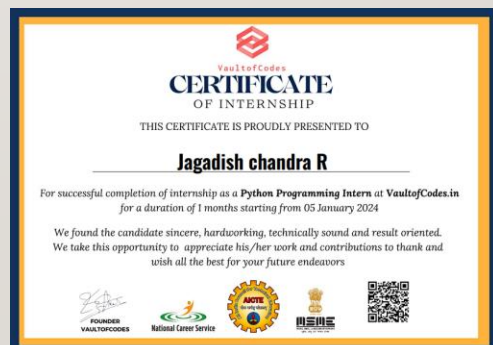 VaultofCodes
CERTIFICATE
OF INTERNSHIP
THIS CERTIFICATE IS PROUDLY PRESENTED TO
Jagadish chandra R
For successful completion of internship as a Python Programming Intern at VaultofCodes.in
for a duration of 1 months starting from 05 January 2024
We found the candidate sincere, hardworking, technically sound and result oriented.
We take this opportunity to appreciate his/her work and contributions to thank and
wish all the best for your future endeavors
FOUNDER
VAULTOFCODES
National Career Service
AICTE
MSME